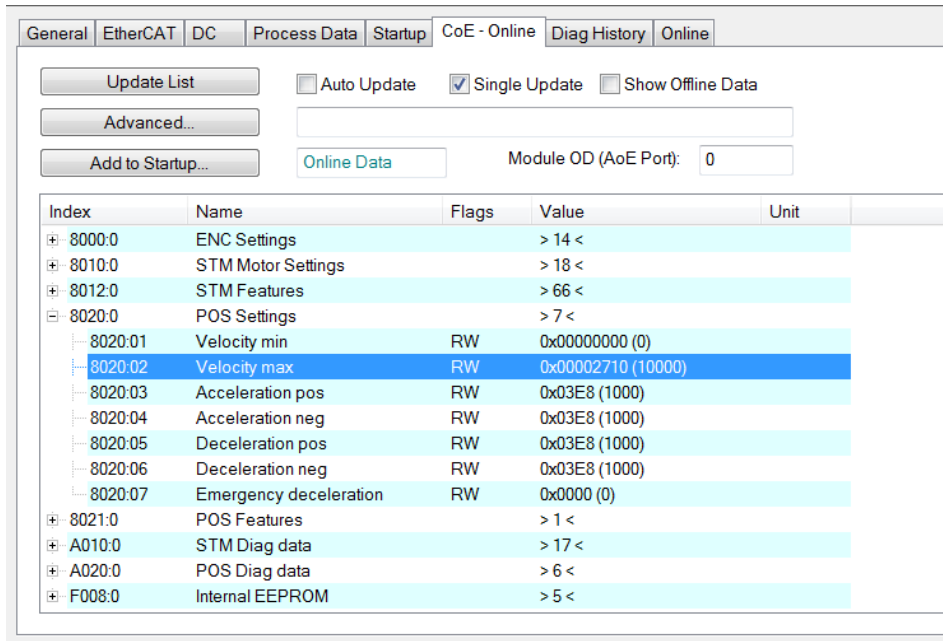 General EtherCAT DC Process Data Startup CoE - Online Diag History Online
Update List Auto Update Single Update Show Offline Data
Advanced...
Add to Startup... Online Data Module OD (AoE Port): 0
Index Name Flags Value Unit
8000:0 ENC Settings > 14 <
8010:0 STM Motor Settings > 18 <
8012:0 STM Features > 66 <
8020:0 POS Settings > 7 <
8020:01 Velocity min RW 0x00000000 (0)
8020:02 Velocity max RW 0x00002710 (10000)
8020:03 Acceleration pos RW 0x03E8 (1000)
8020:04 Acceleration neg RW 0x03E8 (1000)
8020:05 Deceleration pos RW 0x03E8 (1000)
8020:06 Deceleration neg RW 0x03E8 (1000)
8020:07 Emergency deceleration RW 0x0000 (0)
8021:0 POS Features > 1 <
A010:0 STM Diag data > 17 <
A020:0 POS Diag data > 6 <
F008:0 Internal EEPROM > 5 <